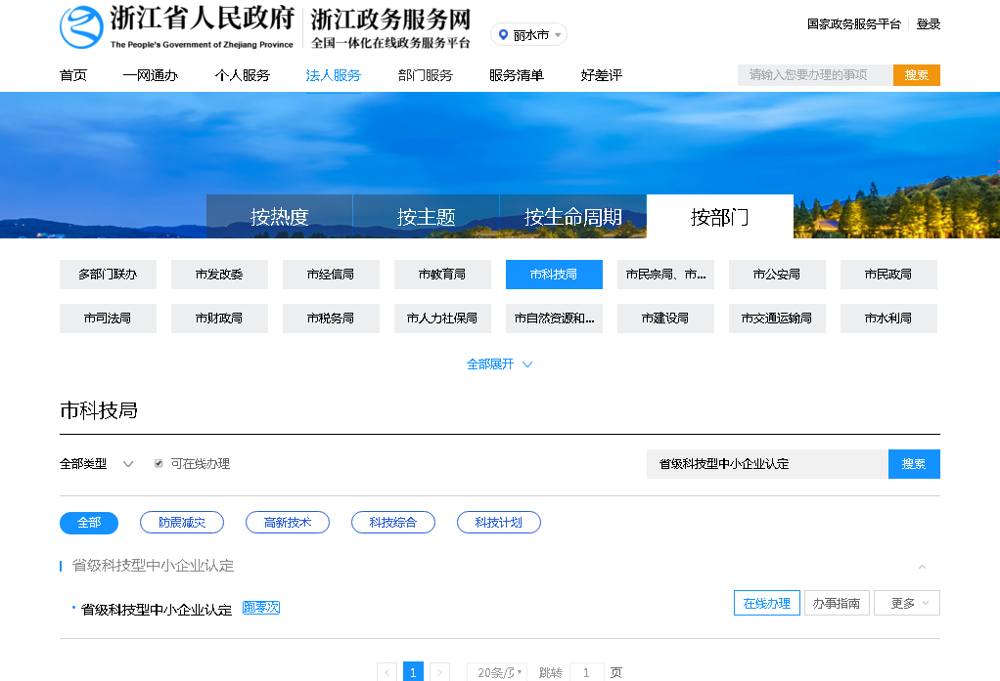 浙江省人民政府 浙江政务服务网
The People's Government of Zhejiang Province 全国一体化在线政务服务平台
丽水市
国家政务服务平台 登录
首页 一网通办 个人服务 法人服务 部门服务 服务清单 好差评
请输入您要办理的事项 搜索
按热度 按主题 按生命周期 按部门
多部门联办 市发改委 市经信局 市教育局 市科技局 市民宗局、市... 市公安局 市民政局
市司法局 市财政局 市税务局 市人力社保局 市自然资源和... 市建设局 市交通运输局 市水利局
全部展开
市科技局
全部类型 可在线办理 省级科技型中小企业认定 搜索
全部 防震减灾 高新技术 科技综合 科技计划
省级科技型中小企业认定
省级科技型中小企业认定 跑零次 在线办理 办事指南 更多
< 1 > 20条/页 跳转 1 页